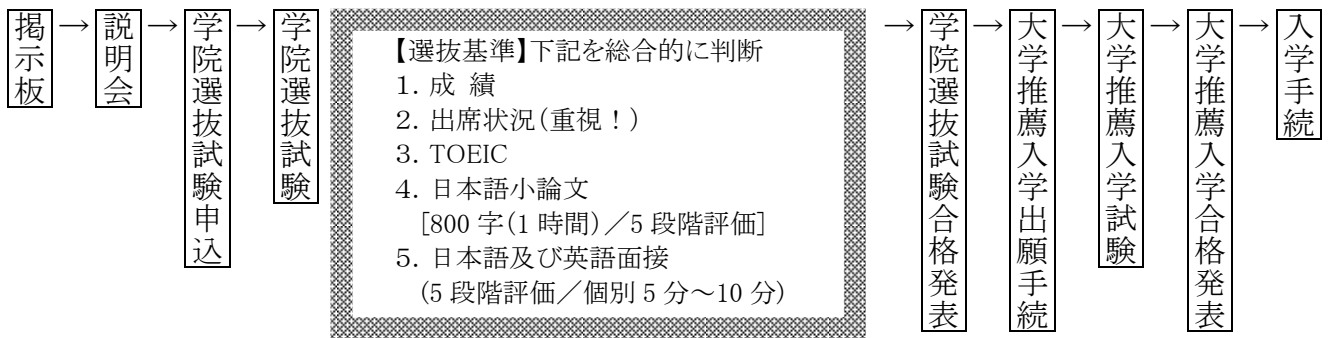 掲示板
→
説明会
→
学院選抜試験申込
→
学院選抜試験
【選抜基準】下記を総合的に判断
1. 成 績
2. 出席状況(重視!)
3. TOEIC
4. 日本語小論文
[800 字(1 時間)/5 段階評価]
5. 日本語及び英語面接
(5 段階評価/個別 5 分~10 分)
→
学院選抜試験合格発表
→
大学推薦入学出願手続
→
大学推薦入学試験
→
大学推薦入学合格発表
→
入学手続